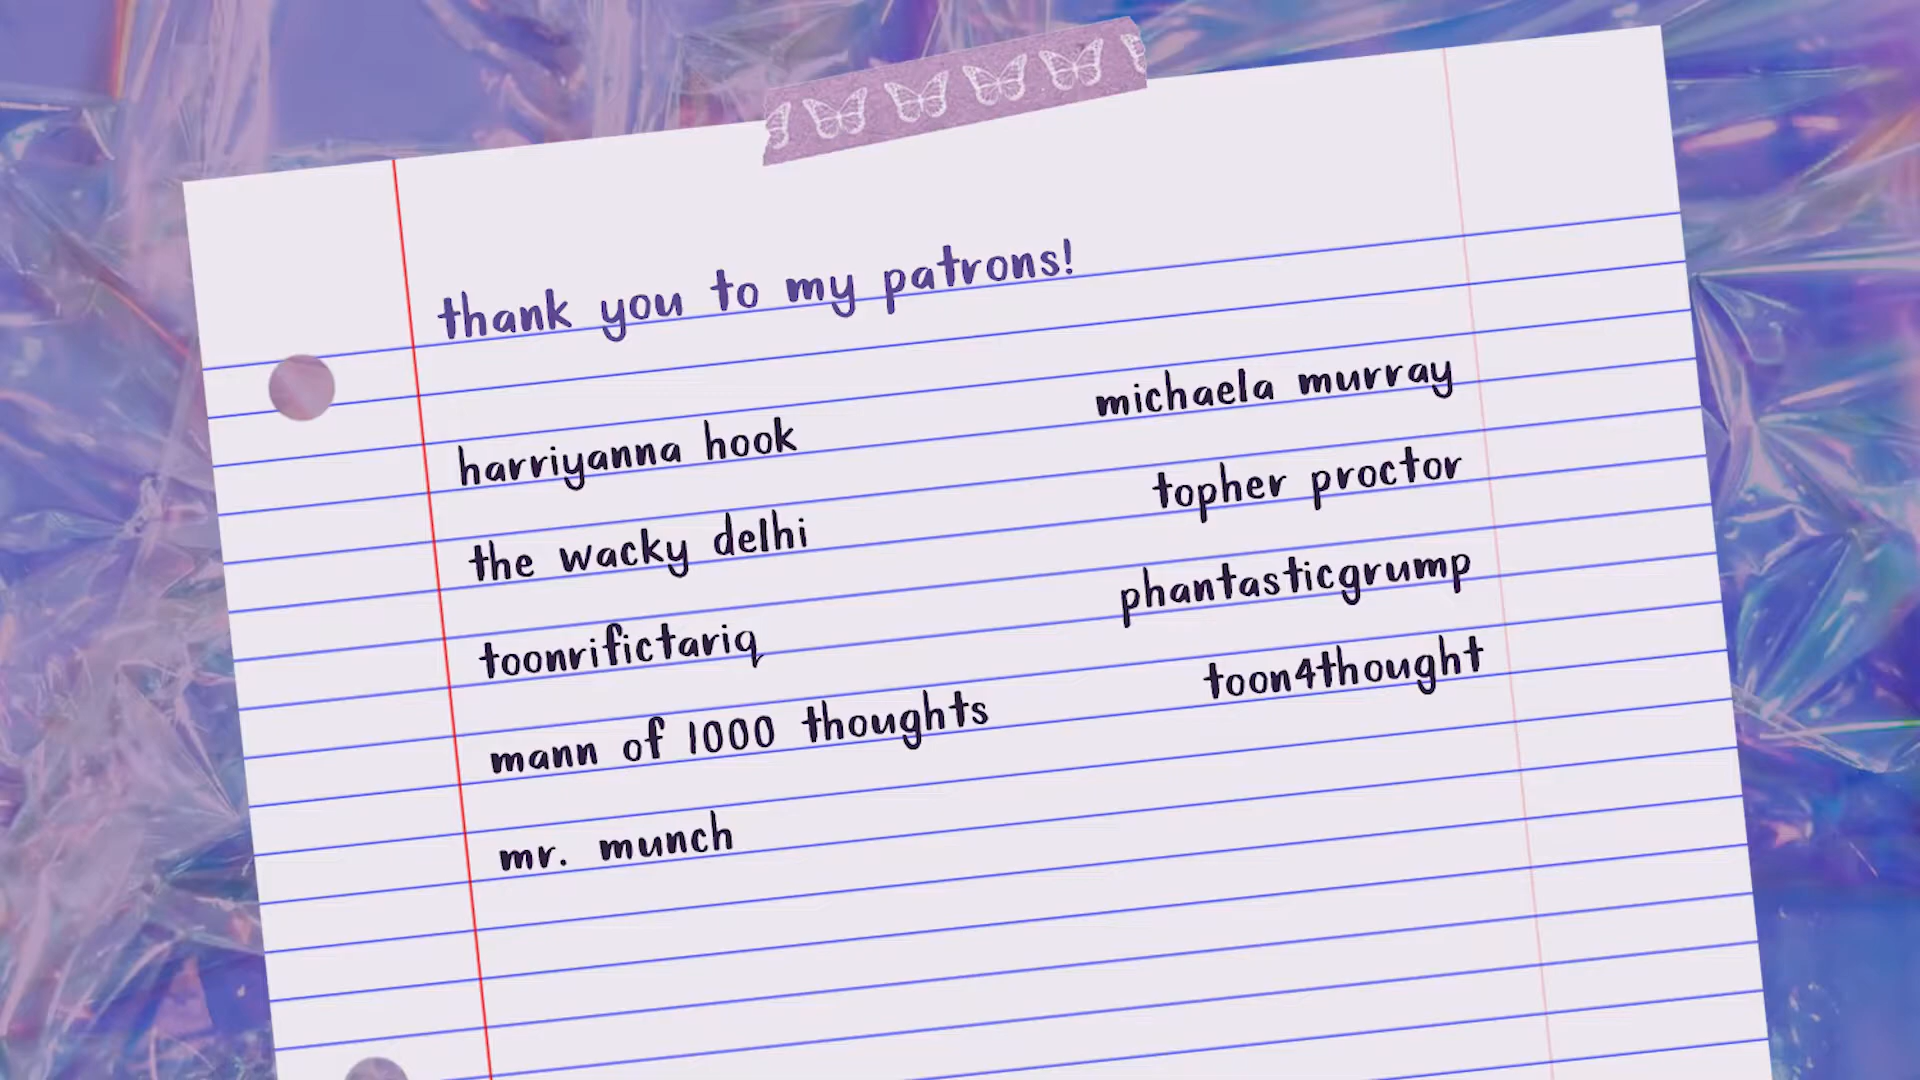 thank you to my patrons!
harriyanna hook
the wacky delhi
toonrifictariq
mann of 1000 thoughts
mr. munch
michaela murray
topher proctor
phantasticgrump
toon4thought